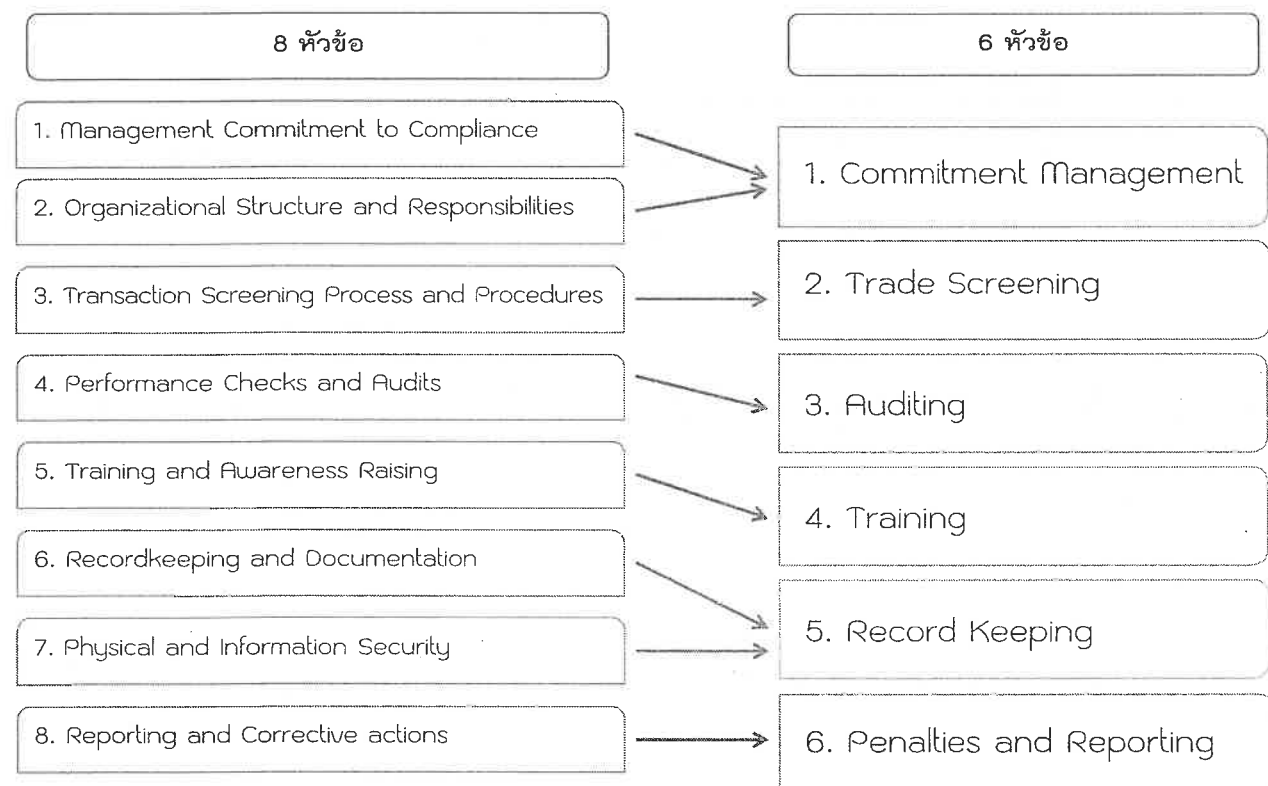 8 หัวข้อ
1. Management Commitment to Compliance
2. Organizational Structure and Responsibilities
3. Transaction Screening Process and Procedures
4. Performance Checks and Audits
5. Training and Awareness Raising
6. Recordkeeping and Documentation
7. Physical and Information Security
8. Reporting and Corrective actions
6 หัวข้อ
1. Commitment Management
2. Trade Screening
3. Auditing
4. Training
5. Record Keeping
6. Penalties and Reporting